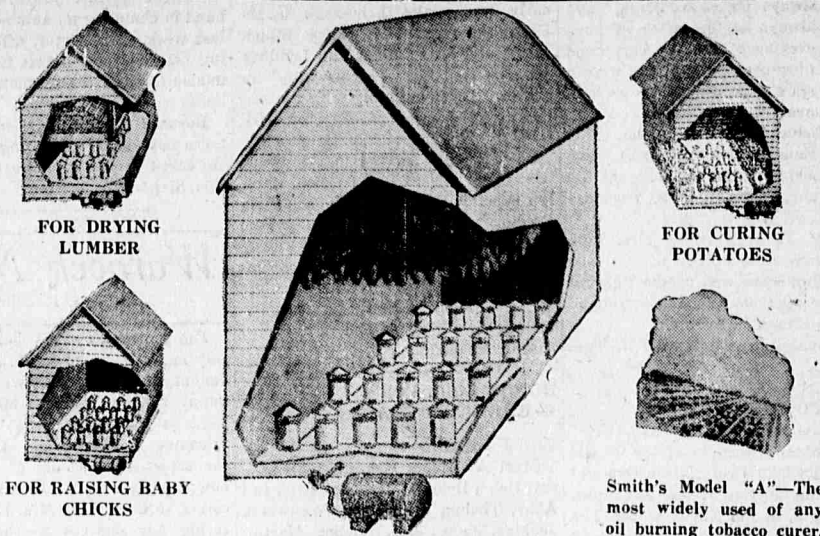 FOR DRYING
LUMBER
FOR CURING
POTATOES
FOR RAISING BABY
CHICKS
Smith's Model "A"—The
most widely used of any
oil burning tobacco curer.